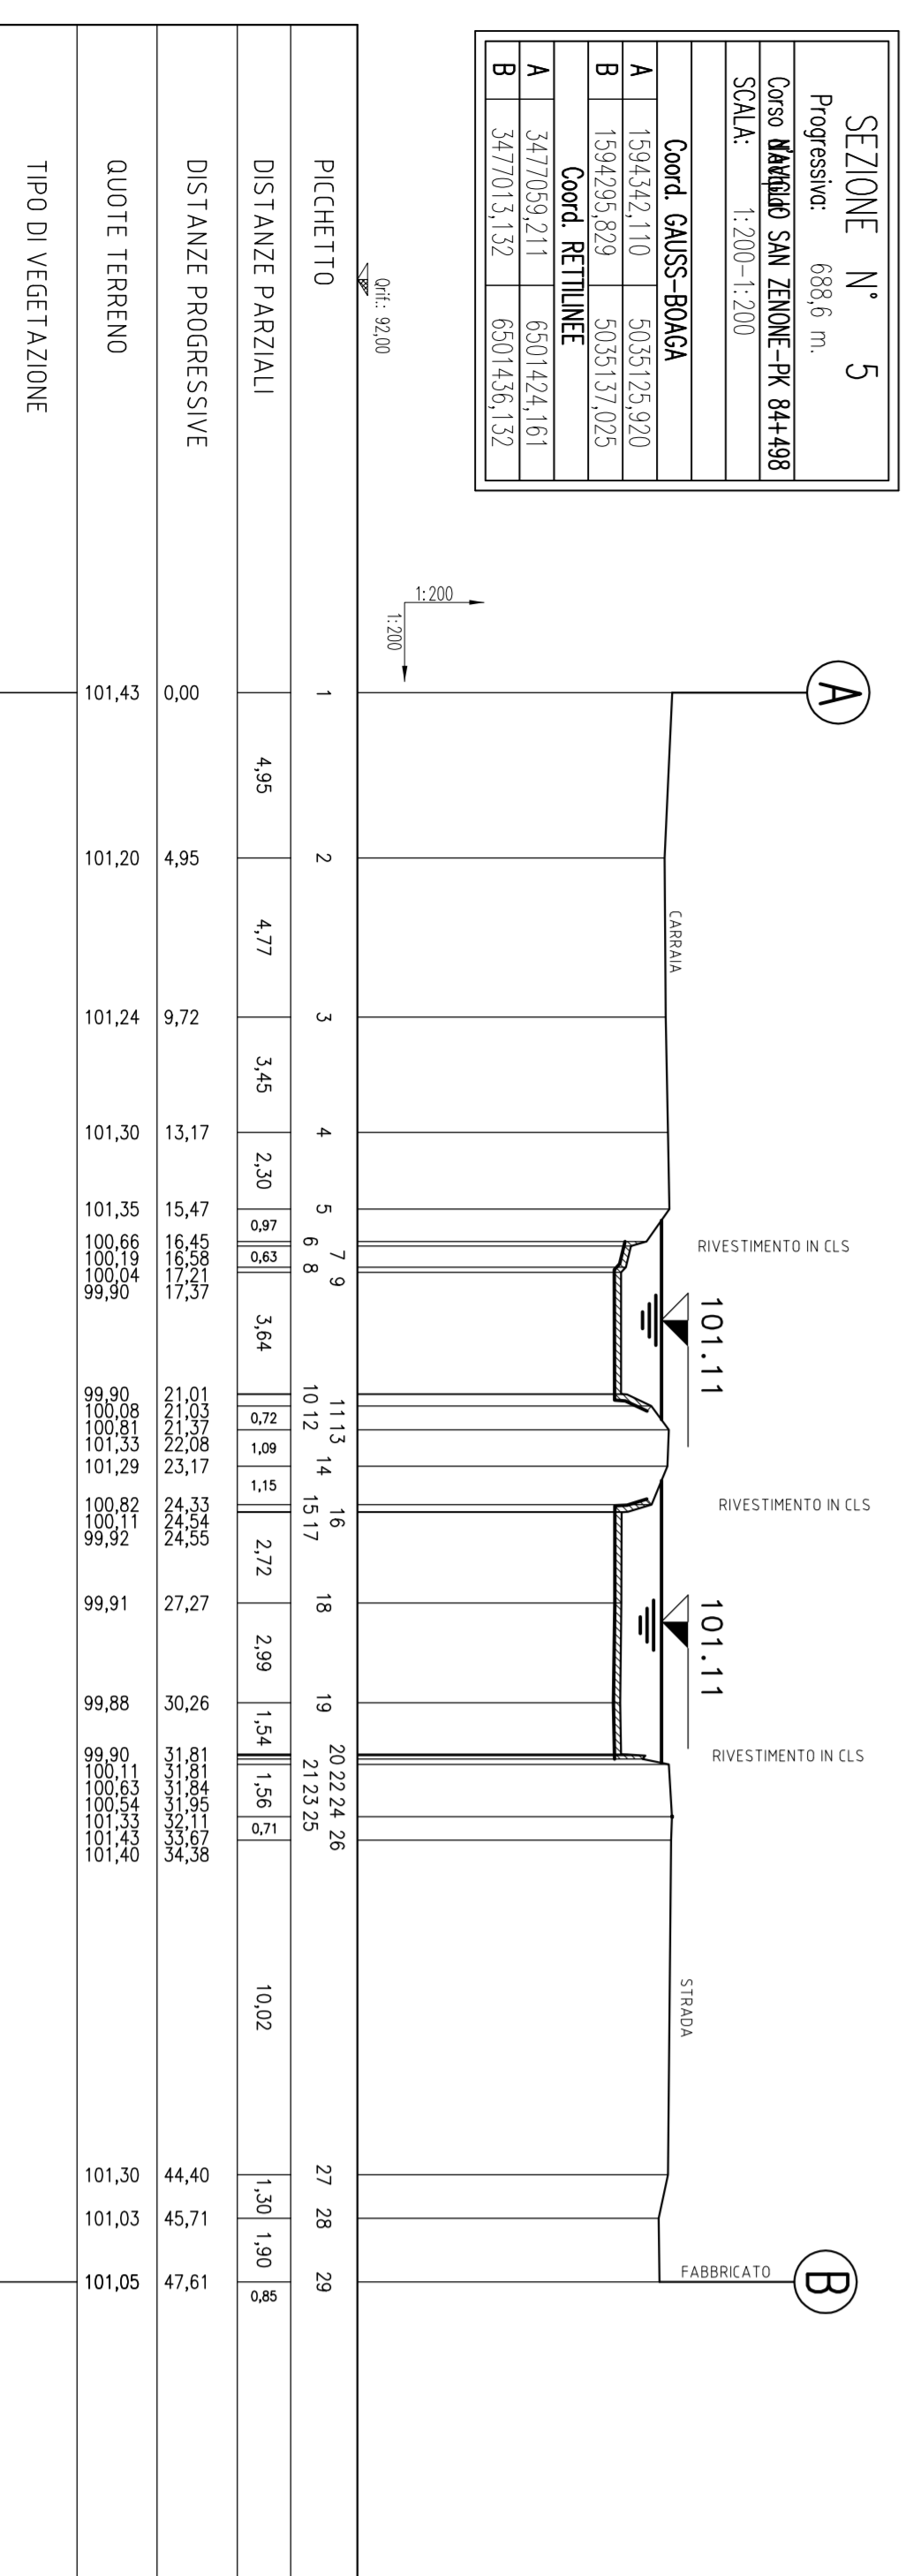 SEZIONE N° 5
Progressiva: 688,6 m.
Corso NAVIGLIO SAN ZENONE-PK 84+498
SCALA: 1:200-1:200
Coord. GAUSS-BOAGA
A 1594342,110 5035125,920
B 1594295,829 5035137,025
Coord. RETTILINEE
A 3477059,211 6501424,161
B 3477013,132 6501436,132
A
B
CARRAIA
RIVESTIMENTO IN CLS
101.11
RIVESTIMENTO IN CLS
101.11
RIVESTIMENTO IN CLS
STRADA
FABBRICATO
1:200
1:200
Qrif.: 92,00
PICCHETTO 1 2 3 4 5 6 7 8 9 10 11 12 13 14 15 16 17 18 19 20 21 22 23 24 25 26 27 28 29
DISTANZE PARZIALI 4,95 4,77 3,45 2,30 0,97 0,63 3,64 0,72 1,09 1,15 2,72 2,99 1,54 1,56 0,71 10,02 1,30 1,90 0,85
DISTANZE PROGRESSIVE 0,00 4,95 9,72 13,17 15,47 16,45 16,58 17,21 17,37 21,01 21,03 21,37 22,08 23,17 24,33 24,54 24,55 27,27 30,26 31,81 31,81 31,84 31,95 32,11 33,67 34,38 44,40 45,71 47,61
QUOTE TERRENO 101,43 101,20 101,24 101,30 101,35 100,66 100,19 100,04 99,90 99,90 100,08 100,81 101,33 101,29 100,82 100,11 99,92 99,91 99,88 99,90 100,11 100,63 100,54 101,33 101,43 101,40 101,30 101,03 101,05
TIPO DI VEGETAZIONE